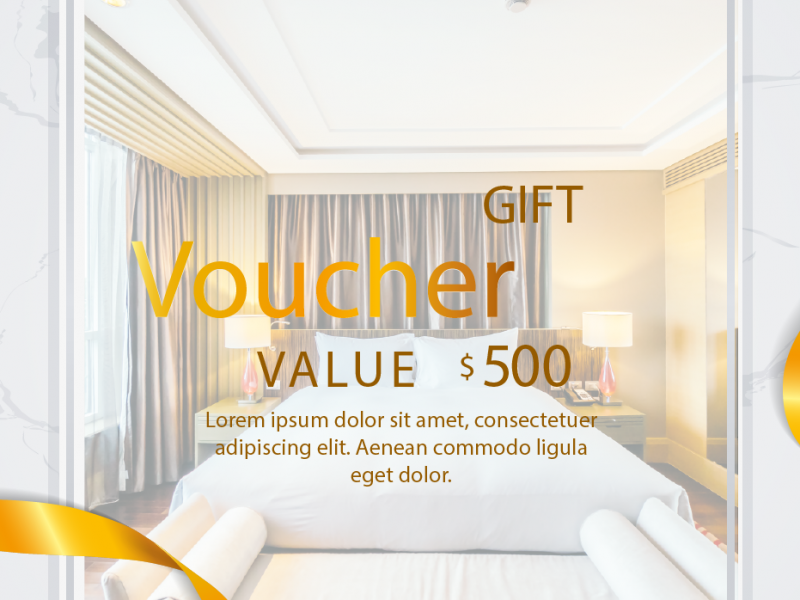 GIFT
Voucher
VALUE $500
Lorem ipsum dolor sit amet, consectetuer
adipiscing elit. Aenean commodo ligula
eget dolor.